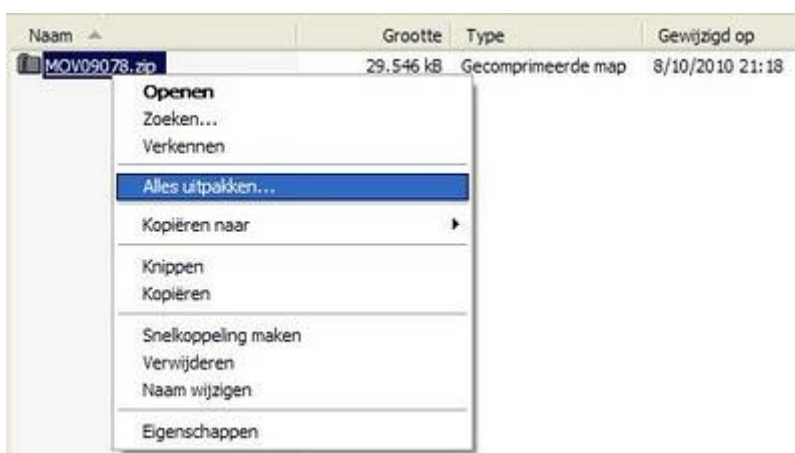 Naam Grootte Type Gewijzigd op
MOV09078.zip 29.546 kB Gecomprimeerde map 8/10/2010 21:18
Openen
Zoeken...
Verkennen
Alles uitpakken...
Kopiëren naar
Knippen
Kopiëren
Snelkoppeling maken
Verwijderen
Naam wijzigen
Eigenschappen